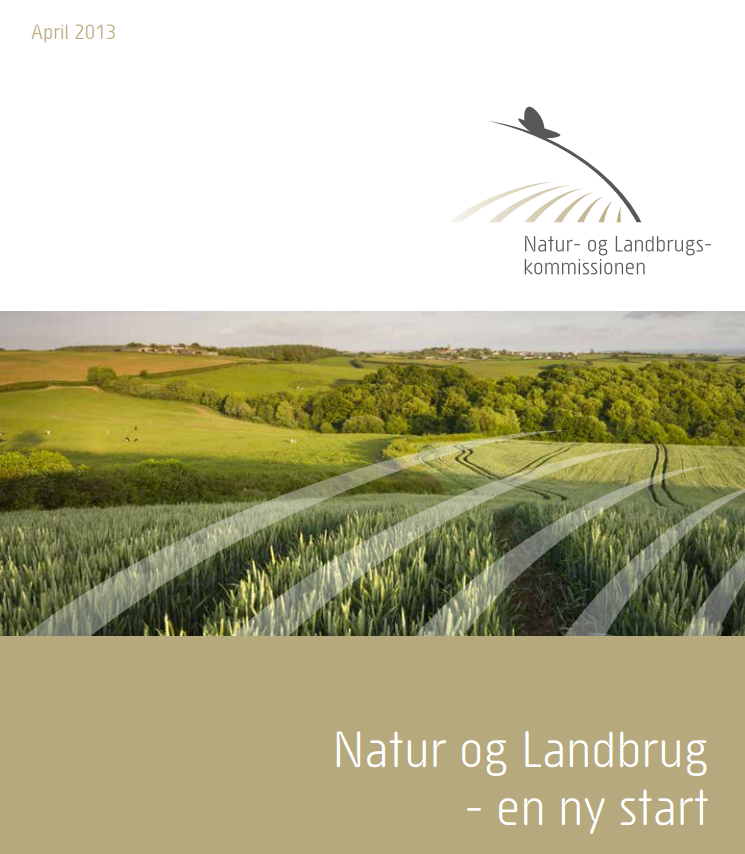 April 2013
Natur- og Landbrugs-
kommissionen
Natur og Landbrug
- en ny start